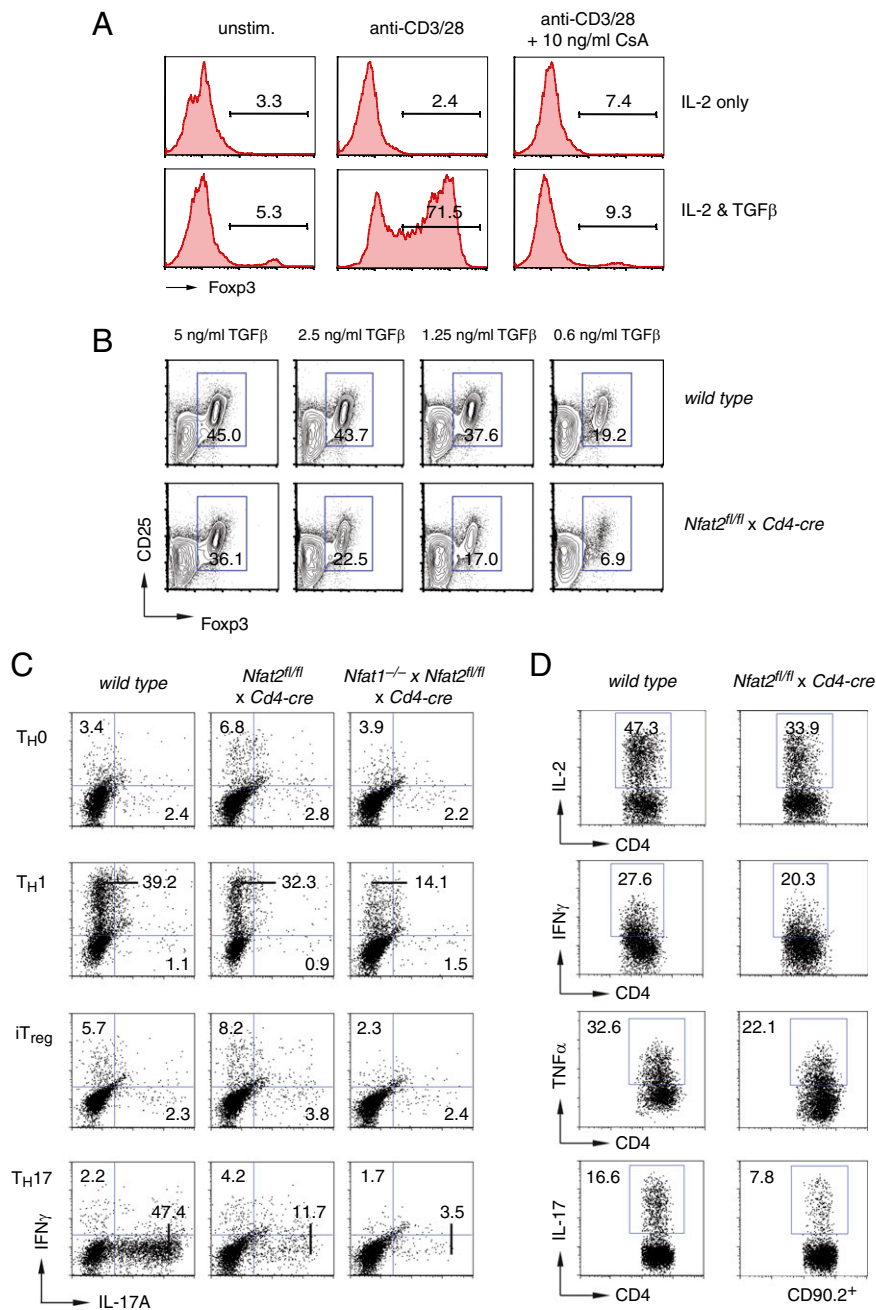 A
unstim.
anti-CD3/28
anti-CD3/28
+ 10 ng/ml CsA
3.3
2.4
7.4
IL-2 only
5.3
71.5
9.3
IL-2 & TGFβ
Foxp3
B
5 ng/ml TGFβ
2.5 ng/ml TGFβ
1.25 ng/ml TGFβ
0.6 ng/ml TGFβ
45.0
43.7
37.6
19.2
wild type
36.1
22.5
17.0
6.9
Nfat2fl/fl x Cd4-cre
CD25
Foxp3
C
wild type
Nfat2fl/fl
x Cd4-cre
Nfat1–/– x Nfat2fl/fl
x Cd4-cre
TH0
3.4
2.4
6.8
2.8
3.9
2.2
TH1
39.2
1.1
32.3
0.9
14.1
1.5
iTreg
5.7
2.3
8.2
3.8
2.3
2.4
TH17
2.2
47.4
4.2
11.7
1.7
3.5
IFNγ
IL-17A
D
wild type
Nfat2fl/fl x Cd4-cre
47.3
33.9
IL-2
CD4
27.6
20.3
IFNγ
CD4
32.6
22.1
TNFα
CD4
16.6
7.8
IL-17
CD4
CD90.2+